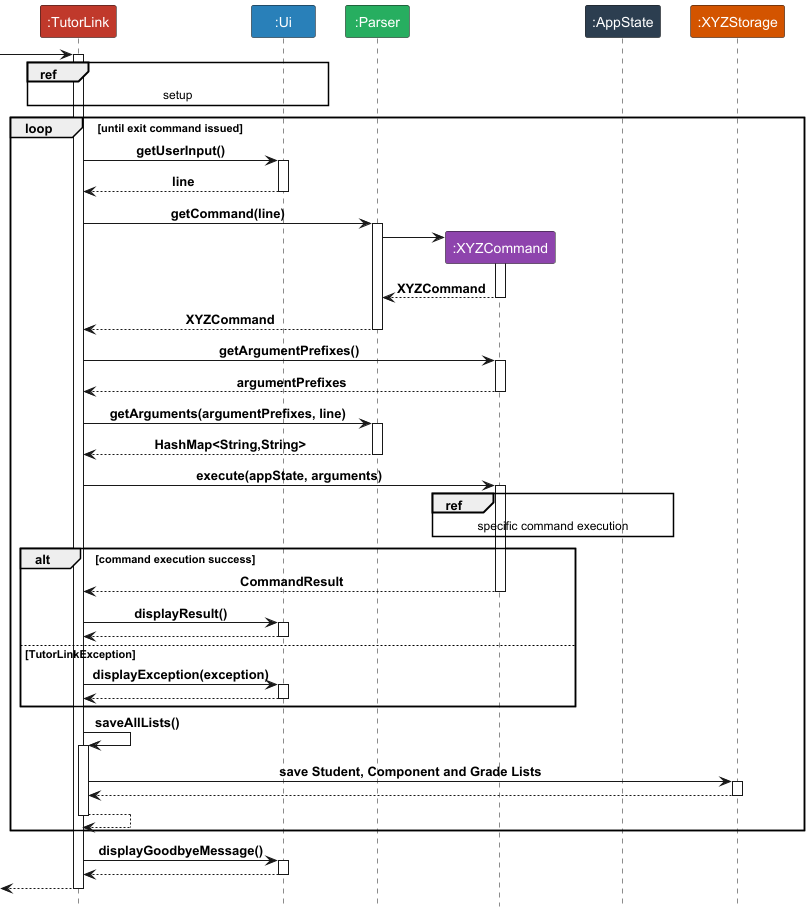 :TutorLink
:Ui
:Parser
:AppState
:XYZStorage
ref
setup
loop
[until exit command issued]
getUserInput()
line
getCommand(line)
:XYZCommand
XYZCommand
XYZCommand
getArgumentPrefixes()
argumentPrefixes
getArguments(argumentPrefixes, line)
HashMap<String,String>
execute(appState, arguments)
ref
specific command execution
alt
[command execution success]
CommandResult
displayResult()
[TutorLinkException]
displayException(exception)
saveAllLists()
save Student, Component and Grade Lists
displayGoodbyeMessage()